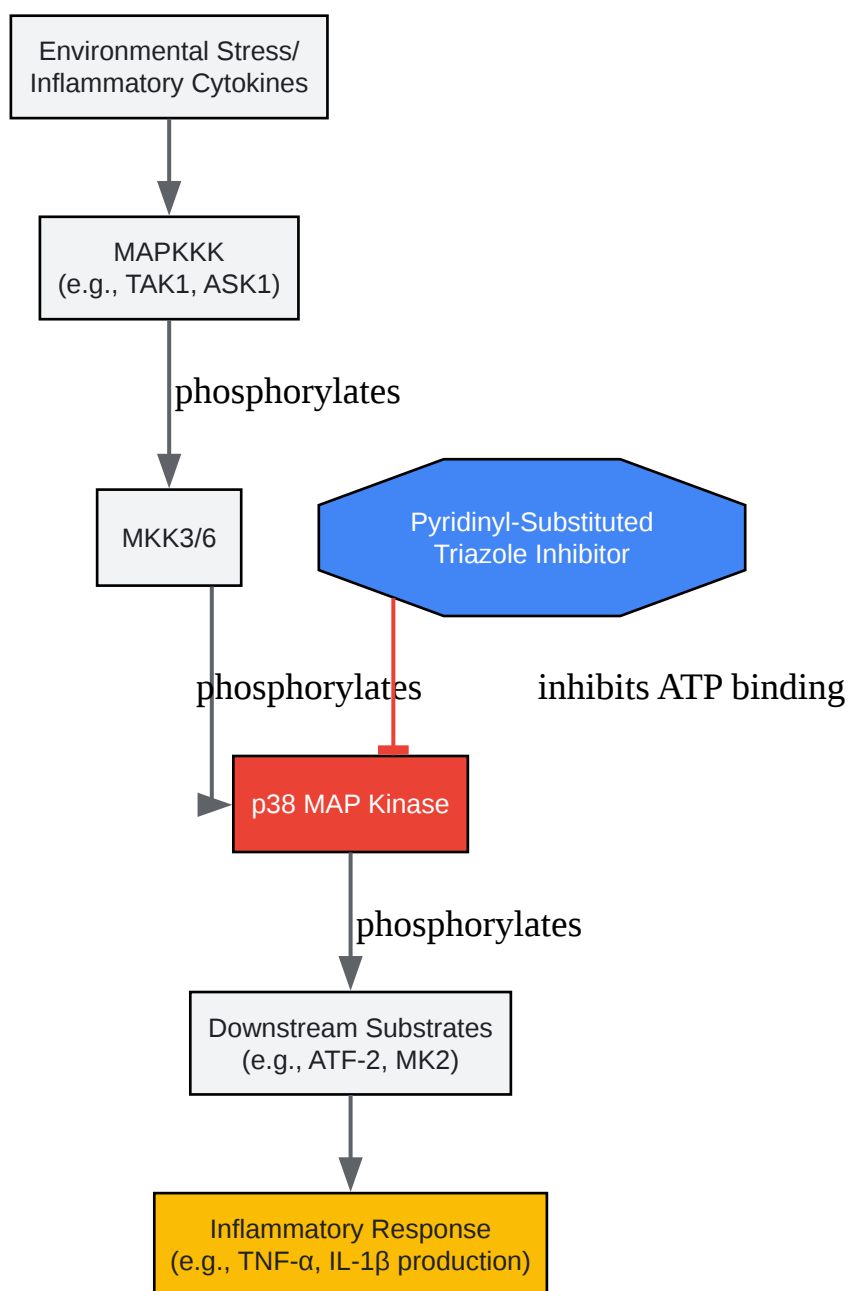 Environmental Stress/
Inflammatory Cytokines
MAPKKK
(e.g., TAK1, ASK1)
phosphorylates
MKK3/6
Pyridinyl-Substituted
Triazole Inhibitor
phosphorylates
inhibits ATP binding
p38 MAP Kinase
phosphorylates
Downstream Substrates
(e.g., ATF-2, MK2)
Inflammatory Response
(e.g., TNF-α, IL-1β production)